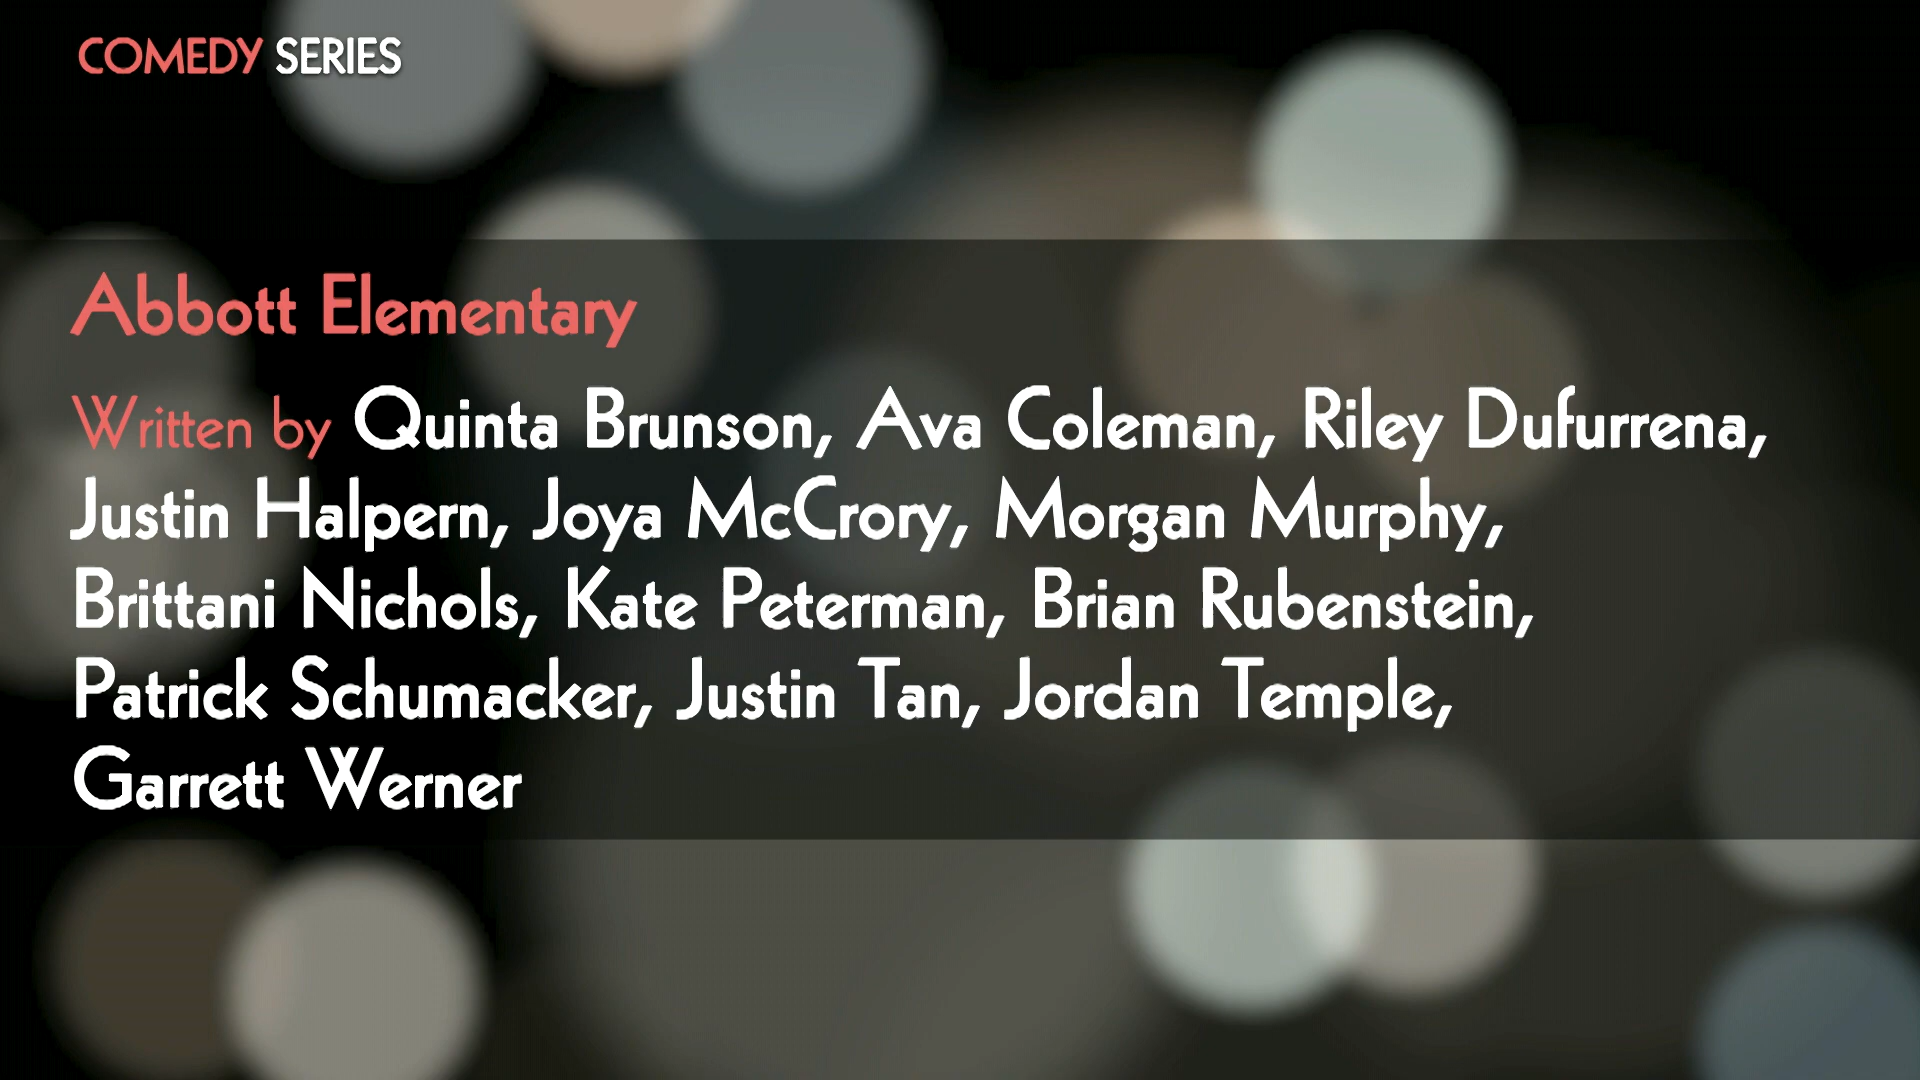 COMEDY SERIES
Abbott Elementary
Written by Quinta Brunson, Ava Coleman, Riley Dufurrena,
Justin Halpern, Joya McCrory, Morgan Murphy,
Brittani Nichols, Kate Peterman, Brian Rubenstein,
Patrick Schumacker, Justin Tan, Jordan Temple,
Garrett Werner